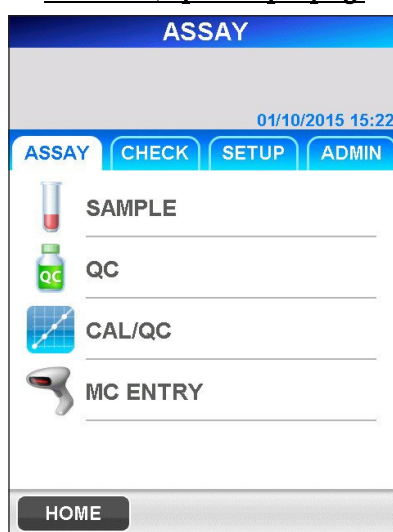 ASSAY
01/10/2015 15:22
ASSAY CHECK SETUP ADMIN
SAMPLE
QC
QC
CAL/QC
MC ENTRY
HOME